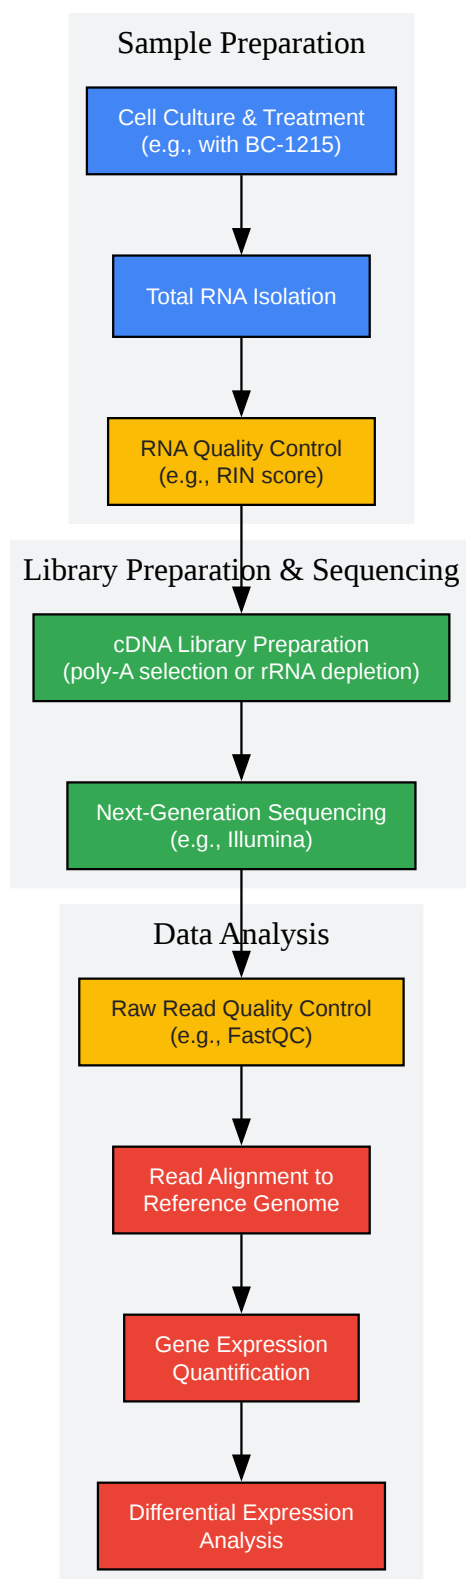 Sample Preparation
Cell Culture & Treatment
(e.g., with BC-1215)
Total RNA Isolation
RNA Quality Control
(e.g., RIN score)
Library Preparation & Sequencing
cDNA Library Preparation
(poly-A selection or rRNA depletion)
Next-Generation Sequencing
(e.g., Illumina)
Data Analysis
Raw Read Quality Control
(e.g., FastQC)
Read Alignment to
Reference Genome
Gene Expression
Quantification
Differential Expression
Analysis